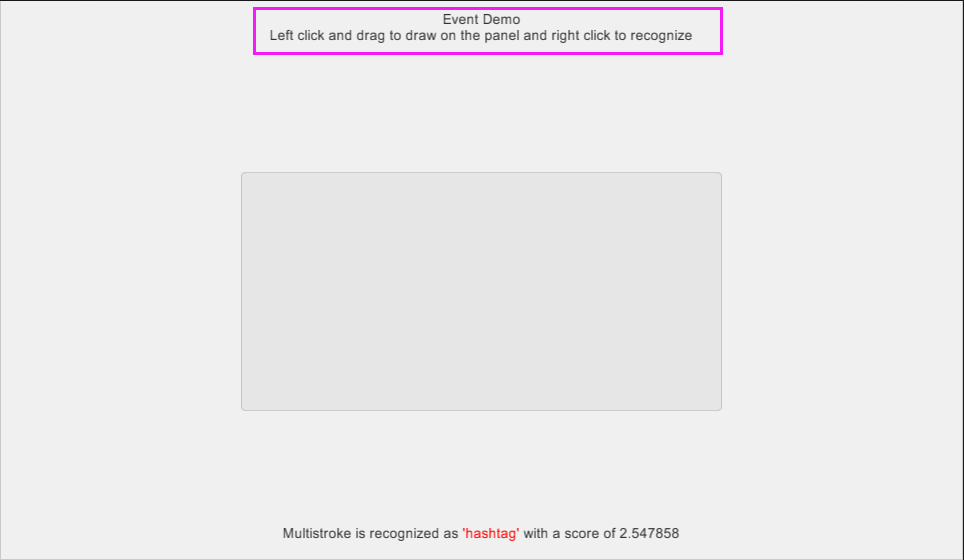 Event Demo
Left click and drag to draw on the panel and right click to recognize
Multistroke is recognized as 'hashtag' with a score of 2.547858